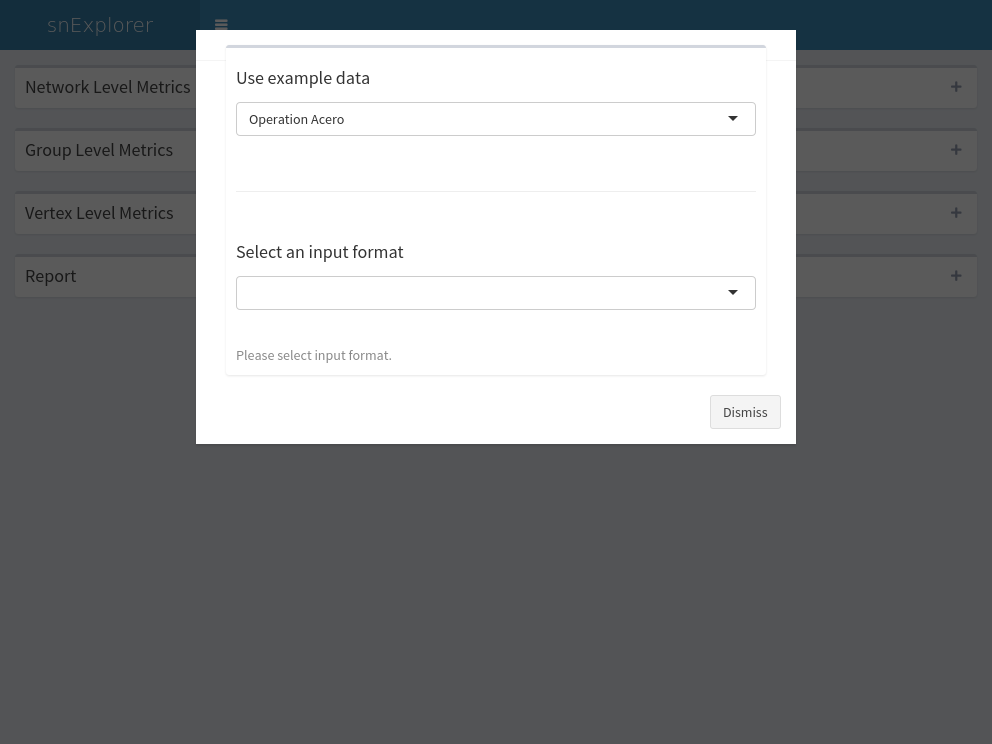 snExplorer
Use example data
Operation Acero
Select an input format
Please select input format.
Dismiss
Network Level Metrics
Group Level Metrics
Vertex Level Metrics
Report